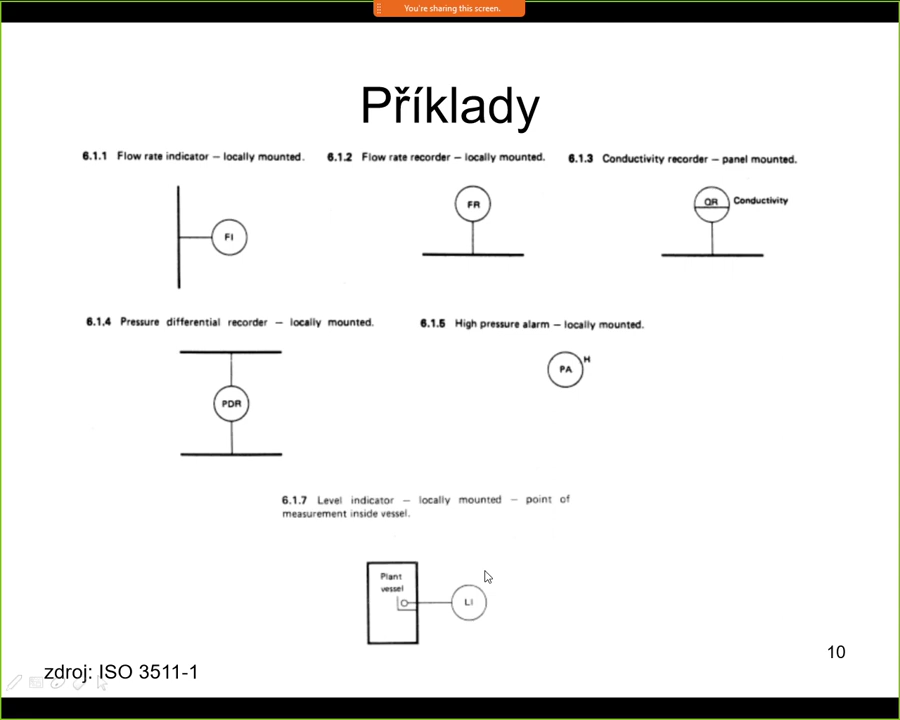 You're sharing this screen.
Příklady
6.1.1 Flow rate indicator – locally mounted.
6.1.2 Flow rate recorder – locally mounted.
6.1.3 Conductivity recorder – panel mounted.
FI
FR
QR
Conductivity
6.1.4 Pressure differential recorder – locally mounted.
6.1.5 High pressure alarm – locally mounted.
PDR
PA
H
6.1.7 Level indicator – locally mounted – point of
measurement inside vessel.
Plant
vessel
LI
10
zdroj: ISO 3511-1